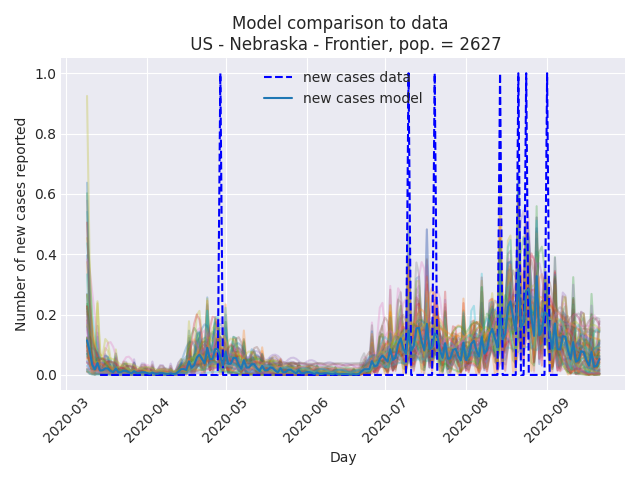 Model comparison to data
US - Nebraska - Frontier, pop. = 2627
new cases data
new cases model
Number of new cases reported
1.0
0.8
0.6
0.4
0.2
0.0
2020-03
2020-04
2020-05
2020-06
2020-07
2020-08
2020-09
Day